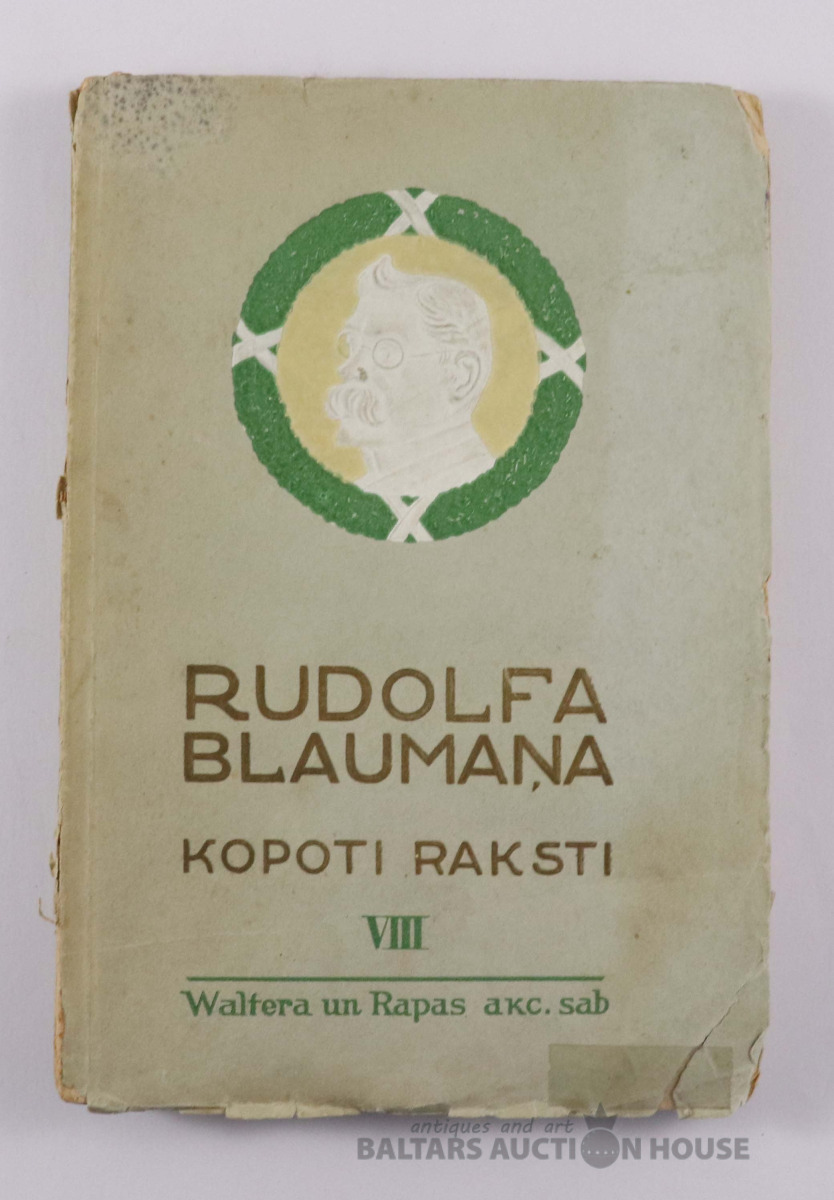 RUDOLFA
BLAUMAŅA
KOPOTI RAKSTI
VIII
Waltera un Rapas akc. sab
antiques and art
BALTARS AUCTION HOUSE